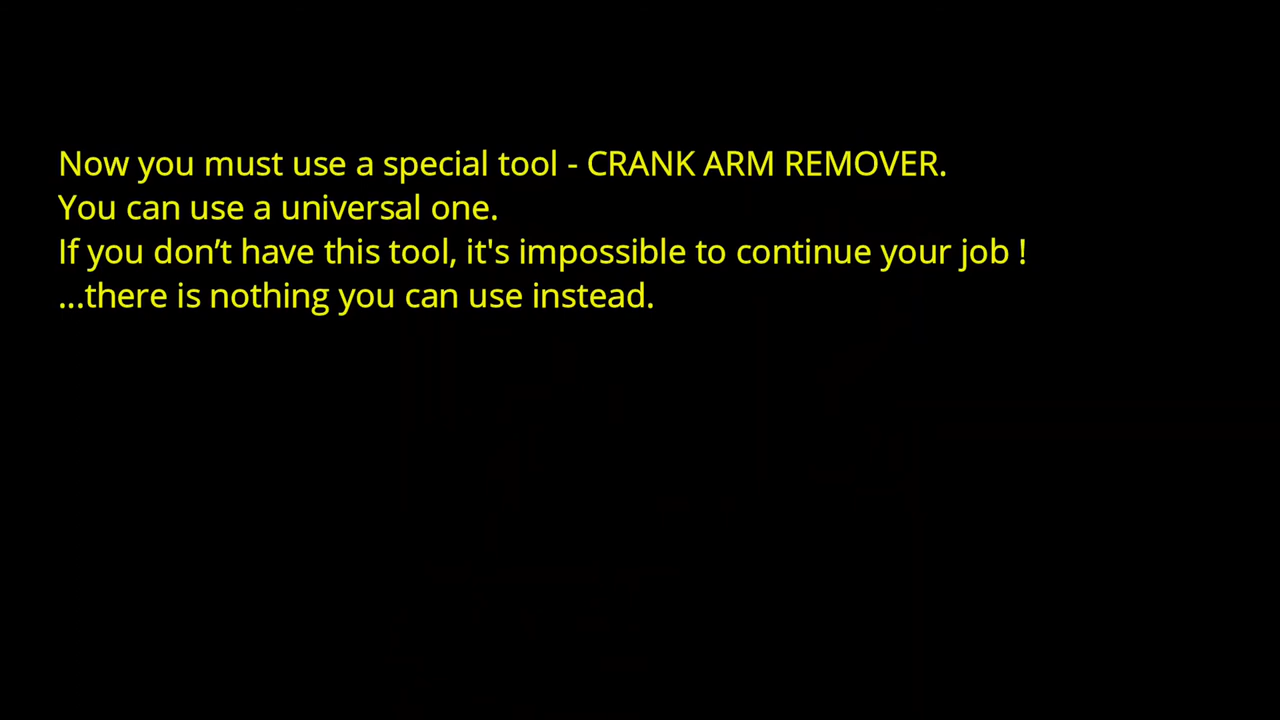 Now you must use a special tool - CRANK ARM REMOVER.
You can use a universal one.
If you don’t have this tool, it's impossible to continue your job !
...there is nothing you can use instead.